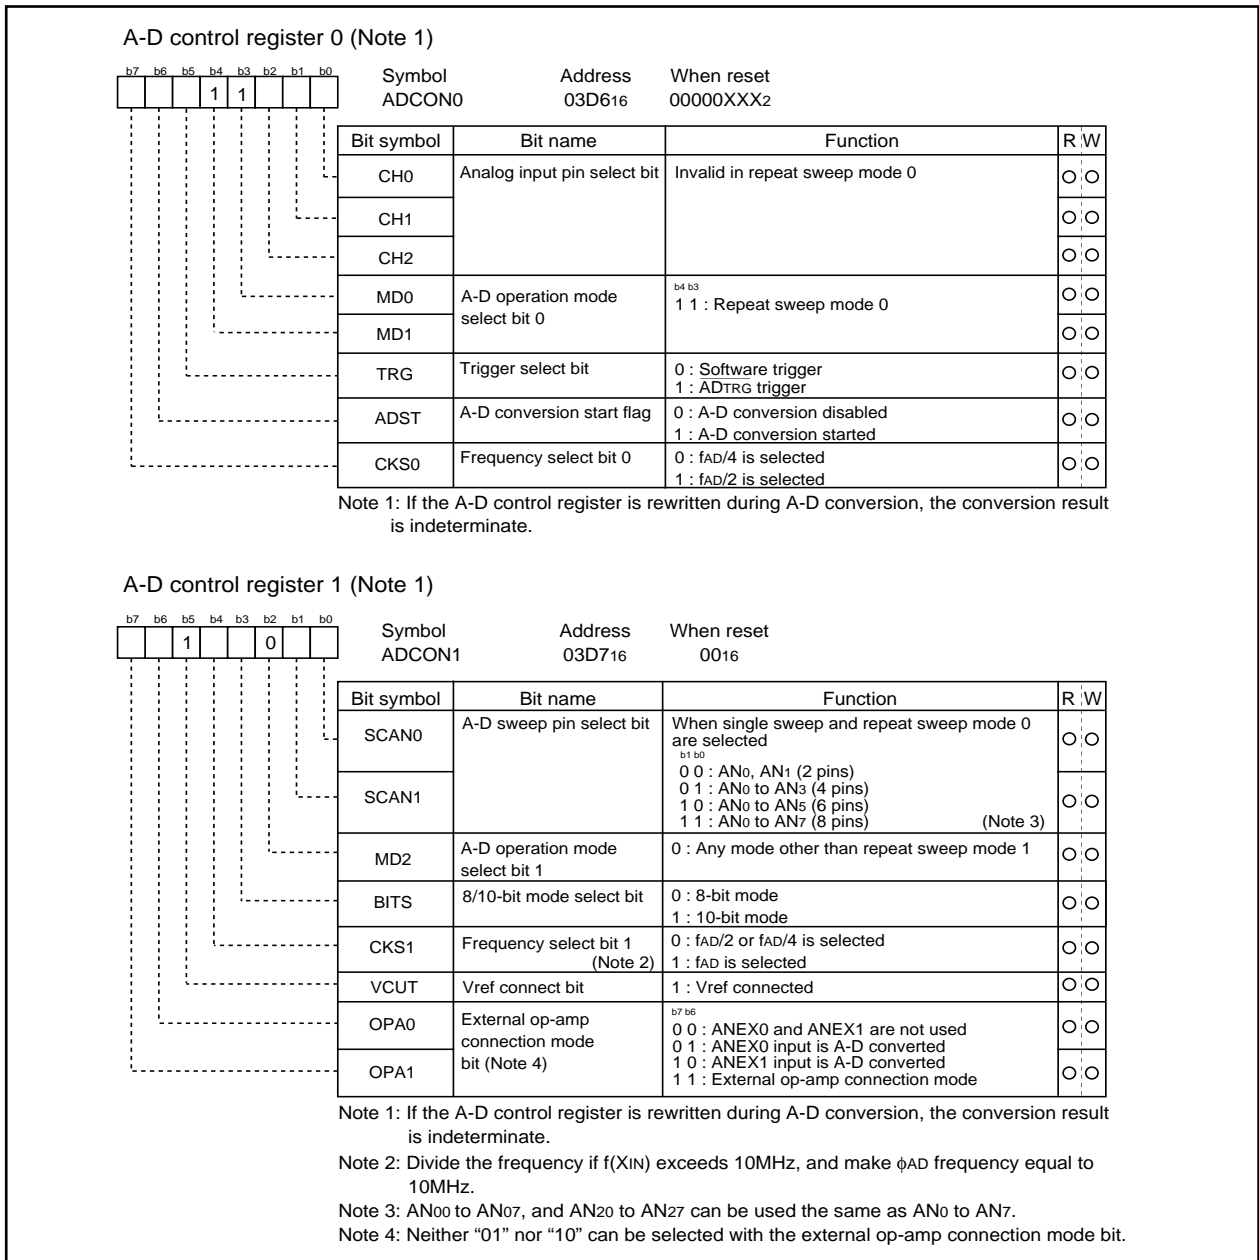 A-D control register 0 (Note 1)
b7 b6 b5 b4 b3 b2 b1 b0
1 1
Symbol Address When reset
ADCON0 03D616 00000XXX2
Bit symbol Bit name Function R W
CH0 Analog input pin select bit Invalid in repeat sweep mode 0
CH1
CH2
MD0 A-D operation mode select bit 0
b4 b3
1 1 : Repeat sweep mode 0
MD1
TRG Trigger select bit 0 : Software trigger
1 : ADTRG trigger
ADST A-D conversion start flag 0 : A-D conversion disabled
1 : A-D conversion started
CKS0 Frequency select bit 0 0 : fAD/4 is selected
1 : fAD/2 is selected
Note 1: If the A-D control register is rewritten during A-D conversion, the conversion result
is indeterminate.
A-D control register 1 (Note 1)
b7 b6 b5 b4 b3 b2 b1 b0
1 0
Symbol Address When reset
ADCON1 03D716 0016
Bit symbol Bit name Function R W
SCAN0 A-D sweep pin select bit When single sweep and repeat sweep mode 0
are selected
b1 b0
0 0 : AN0, AN1 (2 pins)
0 1 : AN0 to AN3 (4 pins)
SCAN1 1 0 : AN0 to AN5 (6 pins)
1 1 : AN0 to AN7 (8 pins) (Note 3)
MD2 A-D operation mode
select bit 1
0 : Any mode other than repeat sweep mode 1
BITS 8/10-bit mode select bit 0 : 8-bit mode
1 : 10-bit mode
CKS1 Frequency select bit 1
(Note 2)
0 : fAD/2 or fAD/4 is selected
1 : fAD is selected
VCUT Vref connect bit 1 : Vref connected
OPA0 External op-amp
connection mode
bit (Note 4)
b7 b6
0 0 : ANEX0 and ANEX1 are not used
0 1 : ANEX0 input is A-D converted
OPA1 1 0 : ANEX1 input is A-D converted
1 1 : External op-amp connection mode
Note 1: If the A-D control register is rewritten during A-D conversion, the conversion result
is indeterminate.
Note 2: Divide the frequency if f(XIN) exceeds 10MHz, and make ϕAD frequency equal to
10MHz.
Note 3: AN00 to AN07, and AN20 to AN27 can be used the same as AN0 to AN7.
Note 4: Neither “01” nor “10” can be selected with the external op-amp connection mode bit.